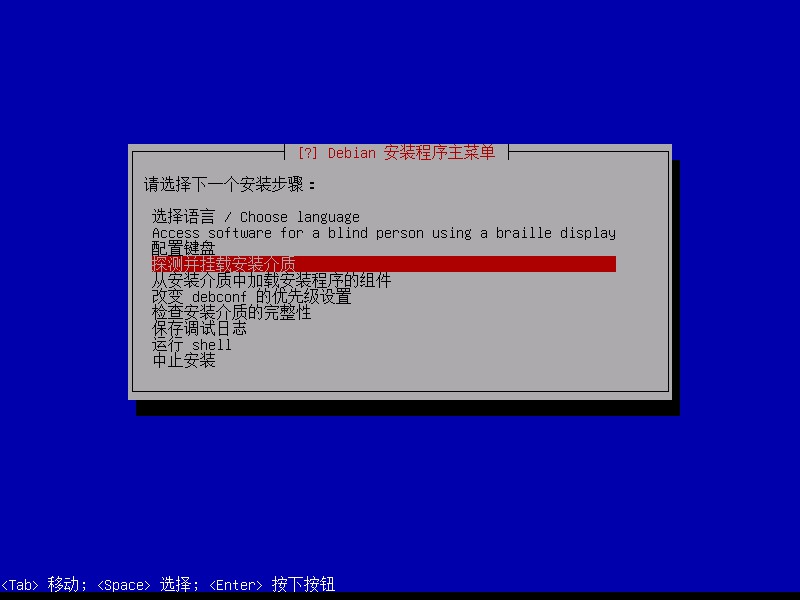 [?] Debian 安装程序主菜单
请选择下一个安装步骤：
选择语言 / Choose language
Access software for a blind person using a braille display
配置键盘
探测并挂载安装介质
从安装介质中加载安装程序的组件
改变 debconf 的优先级设置
检查安装介质的完整性
保存调试日志
运行 shell
中止安装
<Tab> 移动; <Space> 选择; <Enter> 按下按钮